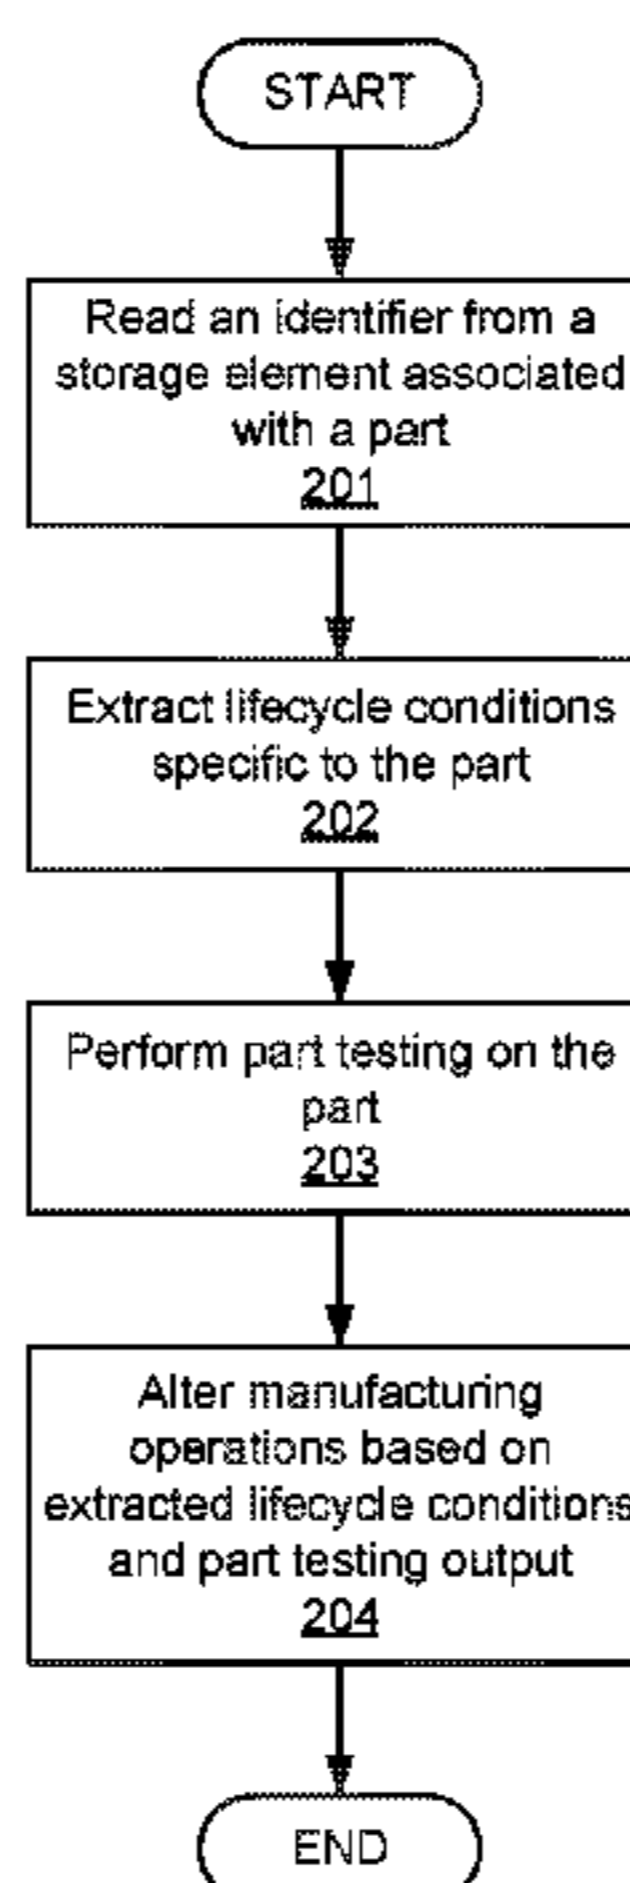 START
Read an identifier from a
storage element associated
with a part
201
Extract lifecycle conditions
specific to the part
202
Perform part testing on the
part
203
Alter manufacturing
operations based on
extracted lifecycle conditions
and part testing output
204
END